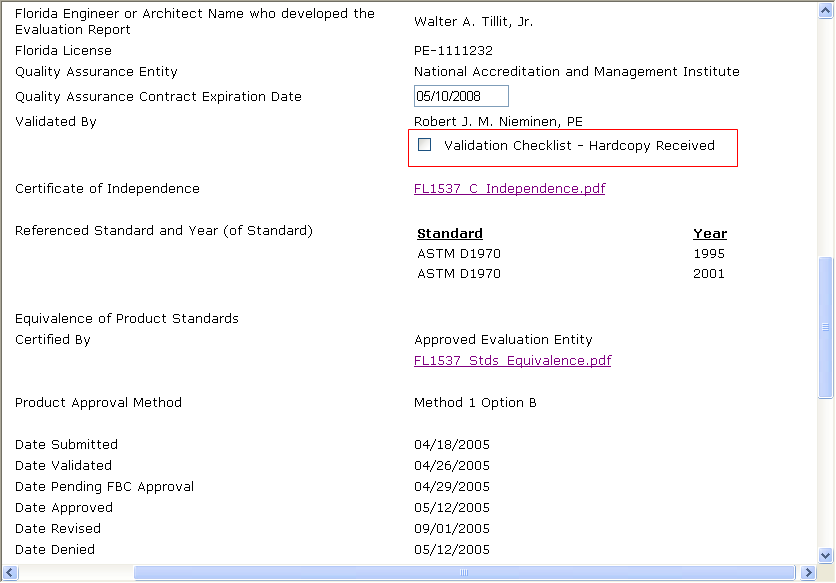 Florida Engineer or Architect Name who developed the
Evaluation Report
Walter A. Tillit, Jr.
Florida License
PE-1111232
Quality Assurance Entity
National Accreditation and Management Institute
Quality Assurance Contract Expiration Date
05/10/2008
Validated By
Robert J. M. Nieminen, PE
Validation Checklist - Hardcopy Received
Certificate of Independence
FL1537_C_Independence.pdf
Referenced Standard and Year (of Standard)
Standard Year
ASTM D1970 1995
ASTM D1970 2001
Equivalence of Product Standards
Certified By
Approved Evaluation Entity
FL1537_Stds_Equivalence.pdf
Product Approval Method
Method 1 Option B
Date Submitted
04/18/2005
Date Validated
04/26/2005
Date Pending FBC Approval
04/29/2005
Date Approved
05/12/2005
Date Revised
09/01/2005
Date Denied
05/12/2005